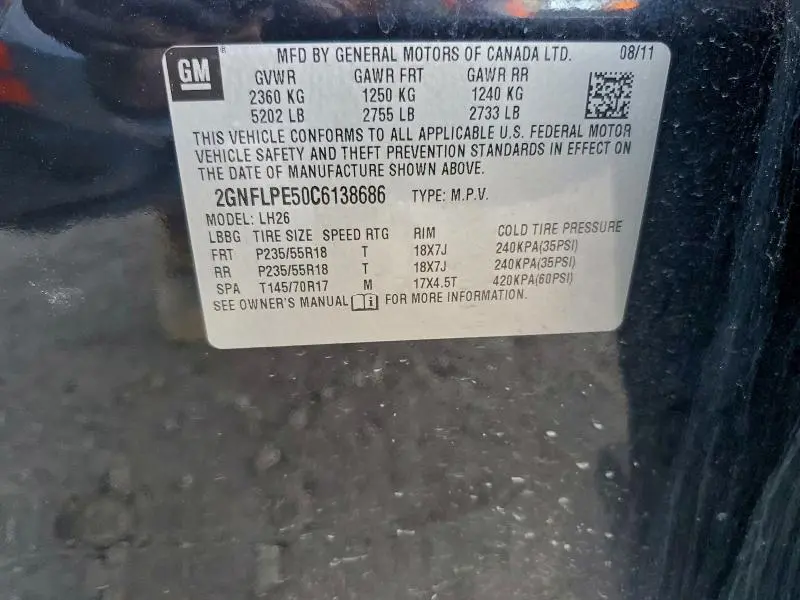 GM ® MFD BY GENERAL MOTORS OF CANADA LTD. 08/11
GVWR GAWR FRT GAWR RR
2360 KG 1250 KG 1240 KG
5202 LB 2755 LB 2733 LB
THIS VEHICLE CONFORMS TO ALL APPLICABLE U.S. FEDERAL MOTOR
VEHICLE SAFETY AND THEFT PREVENTION STANDARDS IN EFFECT ON
THE DATE OF MANUFACTURE SHOWN ABOVE.
2GNFLPE50C6138686 TYPE: M.P.V.
MODEL: LH26
LBBG TIRE SIZE SPEED RTG RIM COLD TIRE PRESSURE
FRT P235/55R18 T 18X7J 240KPA(35PSI)
RR P235/55R18 T 18X7J 240KPA(35PSI)
SPA T145/70R17 M 17X4.5T 420KPA(60PSI)
SEE OWNER'S MANUAL i FOR MORE INFORMATION.